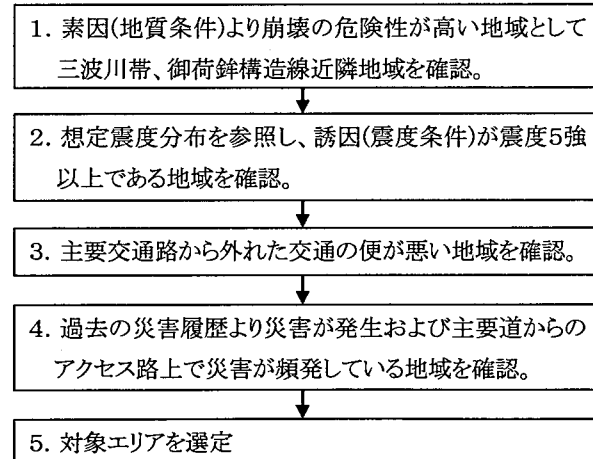 1. 素因(地質条件)より崩壊の危険性が高い地域として
三波川帯、御荷鉾構造線近隣地域を確認。
2. 想定震度分布を参照し、誘因(震度条件)が震度5強
以上である地域を確認。
3. 主要交通路から外れた交通の便が悪い地域を確認。
4. 過去の災害履歴より災害が発生および主要道からの
アクセス路上で災害が頻発している地域を確認。
5. 対象エリアを選定